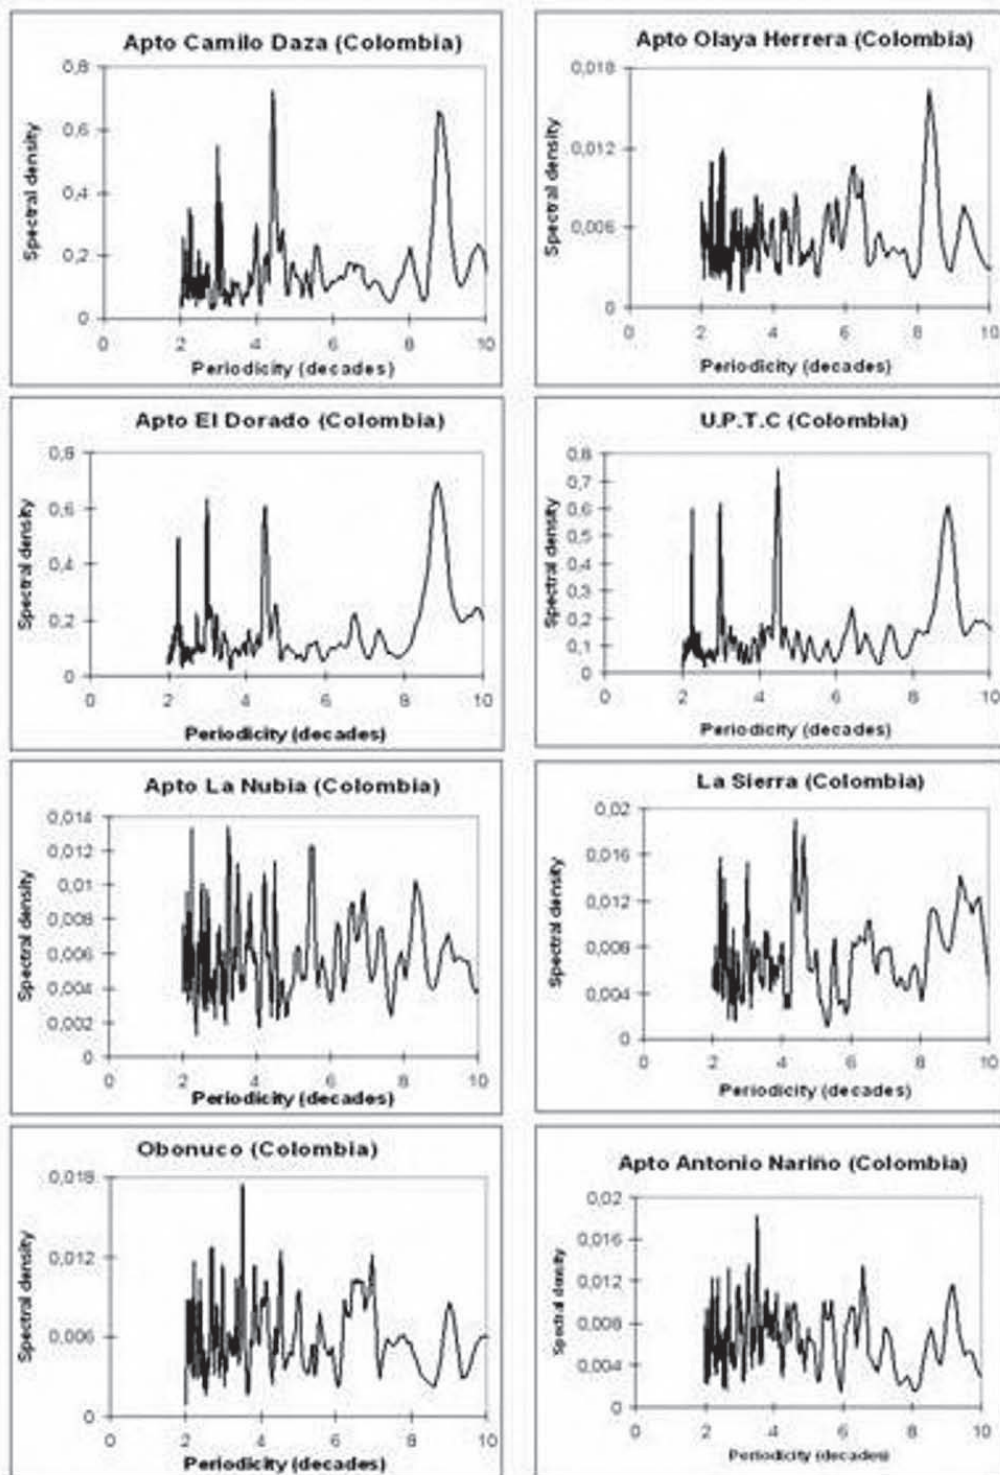 Apto Camilo Daza (Colombia)
0,8
0,6
0,4
0,2
0
Spectral density
0 2 4 6 8 10
Periodicity (decades)
Apto Olaya Herrera (Colombia)
0,018
0,012
0,006
0
Spectral density
0 2 4 6 8 10
Periodicity (decades)
Apto El Dorado (Colombia)
0,8
0,6
0,4
0,2
0
Spectral density
0 2 4 6 8 10
Periodicity (decades)
U.P.T.C (Colombia)
0,8
0,7
0,6
0,5
0,4
0,3
0,2
0,1
0
Spectral density
0 2 4 6 8 10
Periodicity (decades)
Apto La Nubia (Colombia)
0,014
0,012
0,01
0,008
0,006
0,004
0,002
0
Spectral density
0 2 4 6 8 10
Periodicity (decades)
La Sierra (Colombia)
0,02
0,016
0,012
0,008
0,004
0
Spectral density
0 2 4 6 8 10
Periodicity (decades)
Obonuco (Colombia)
0,018
0,012
0,006
0
Spectral density
0 2 4 6 8 10
Periodicity (decades)
Apto Antonio Nariño (Colombia)
0,02
0,016
0,012
0,008
0,004
0
Spectral density
0 2 4 6 8 10
Periodicity (decades)